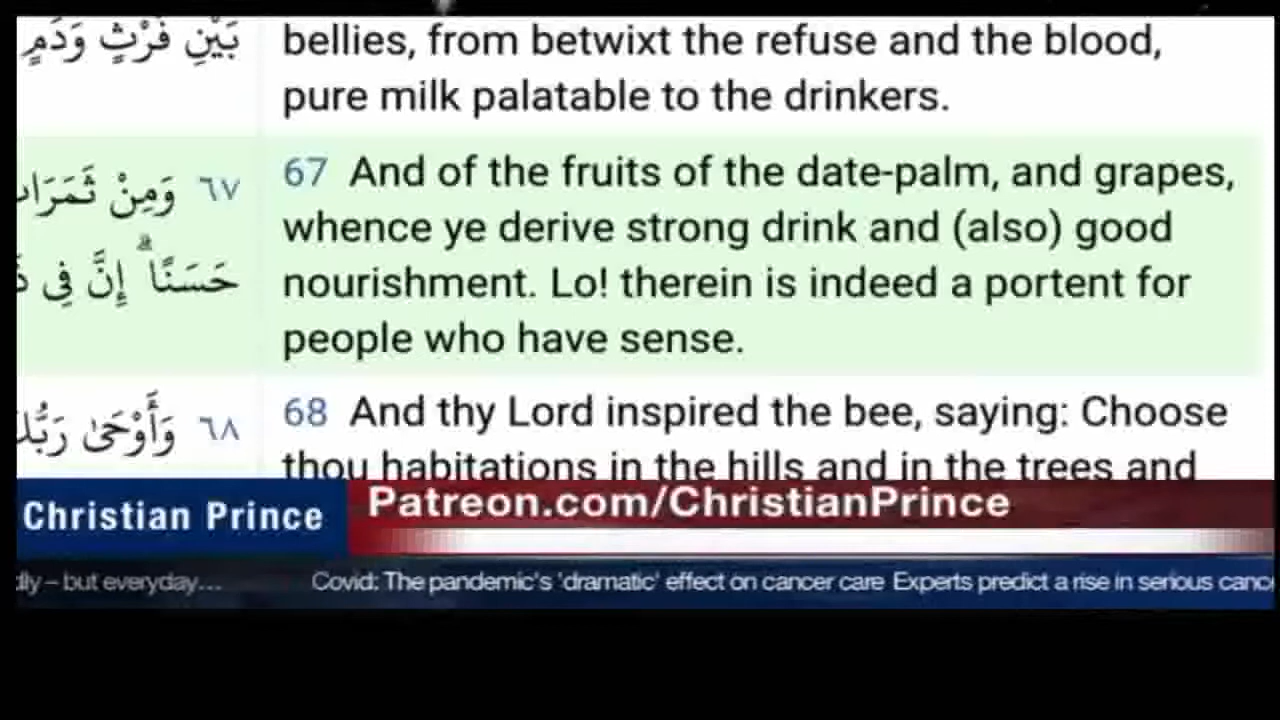 بَيْنِ فَرْثٍ وَدَمٍ
bellies, from betwixt the refuse and the blood,
pure milk palatable to the drinkers.
٦٧ وَمِنْ
67 And of the fruits of the date-palm, and grapes,
whence ye derive strong drink and (also) good
حَسَنًا ۗ إِنَّ فِى
nourishment. Lo! therein is indeed a portent for
people who have sense.
٦٨ وَأَوْحَىٰ
68 And thy Lord inspired the bee, saying: Choose
thou habitations in the hills and in the trees and
Christian Prince
Patreon.com/ChristianPrince
– but everyday... Covid: The pandemic's 'dramatic' effect on cancer care Experts predict a rise in serious